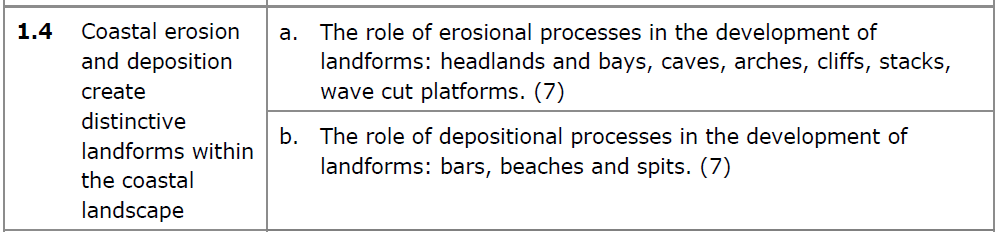 1.4 Coastal erosion
and deposition
create
distinctive
landforms within
the coastal
landscape
a. The role of erosional processes in the development of
landforms: headlands and bays, caves, arches, cliffs, stacks,
wave cut platforms. (7)
b. The role of depositional processes in the development of
landforms: bars, beaches and spits. (7)